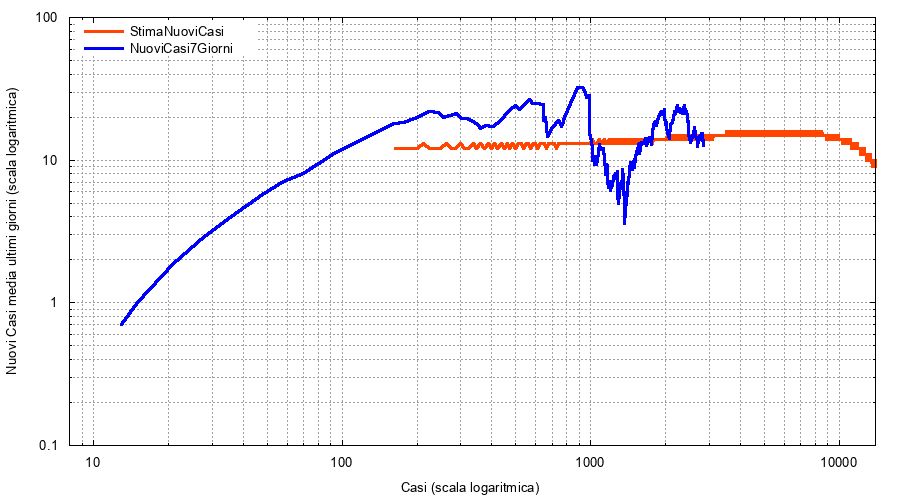 100
StimaNuoviCasi
NuoviCasi7Giorni
10
1
0.1
Nuovi Casi media ultimi giorni (scala logaritmica)
10 100 1000 10000
Casi (scala logaritmica)